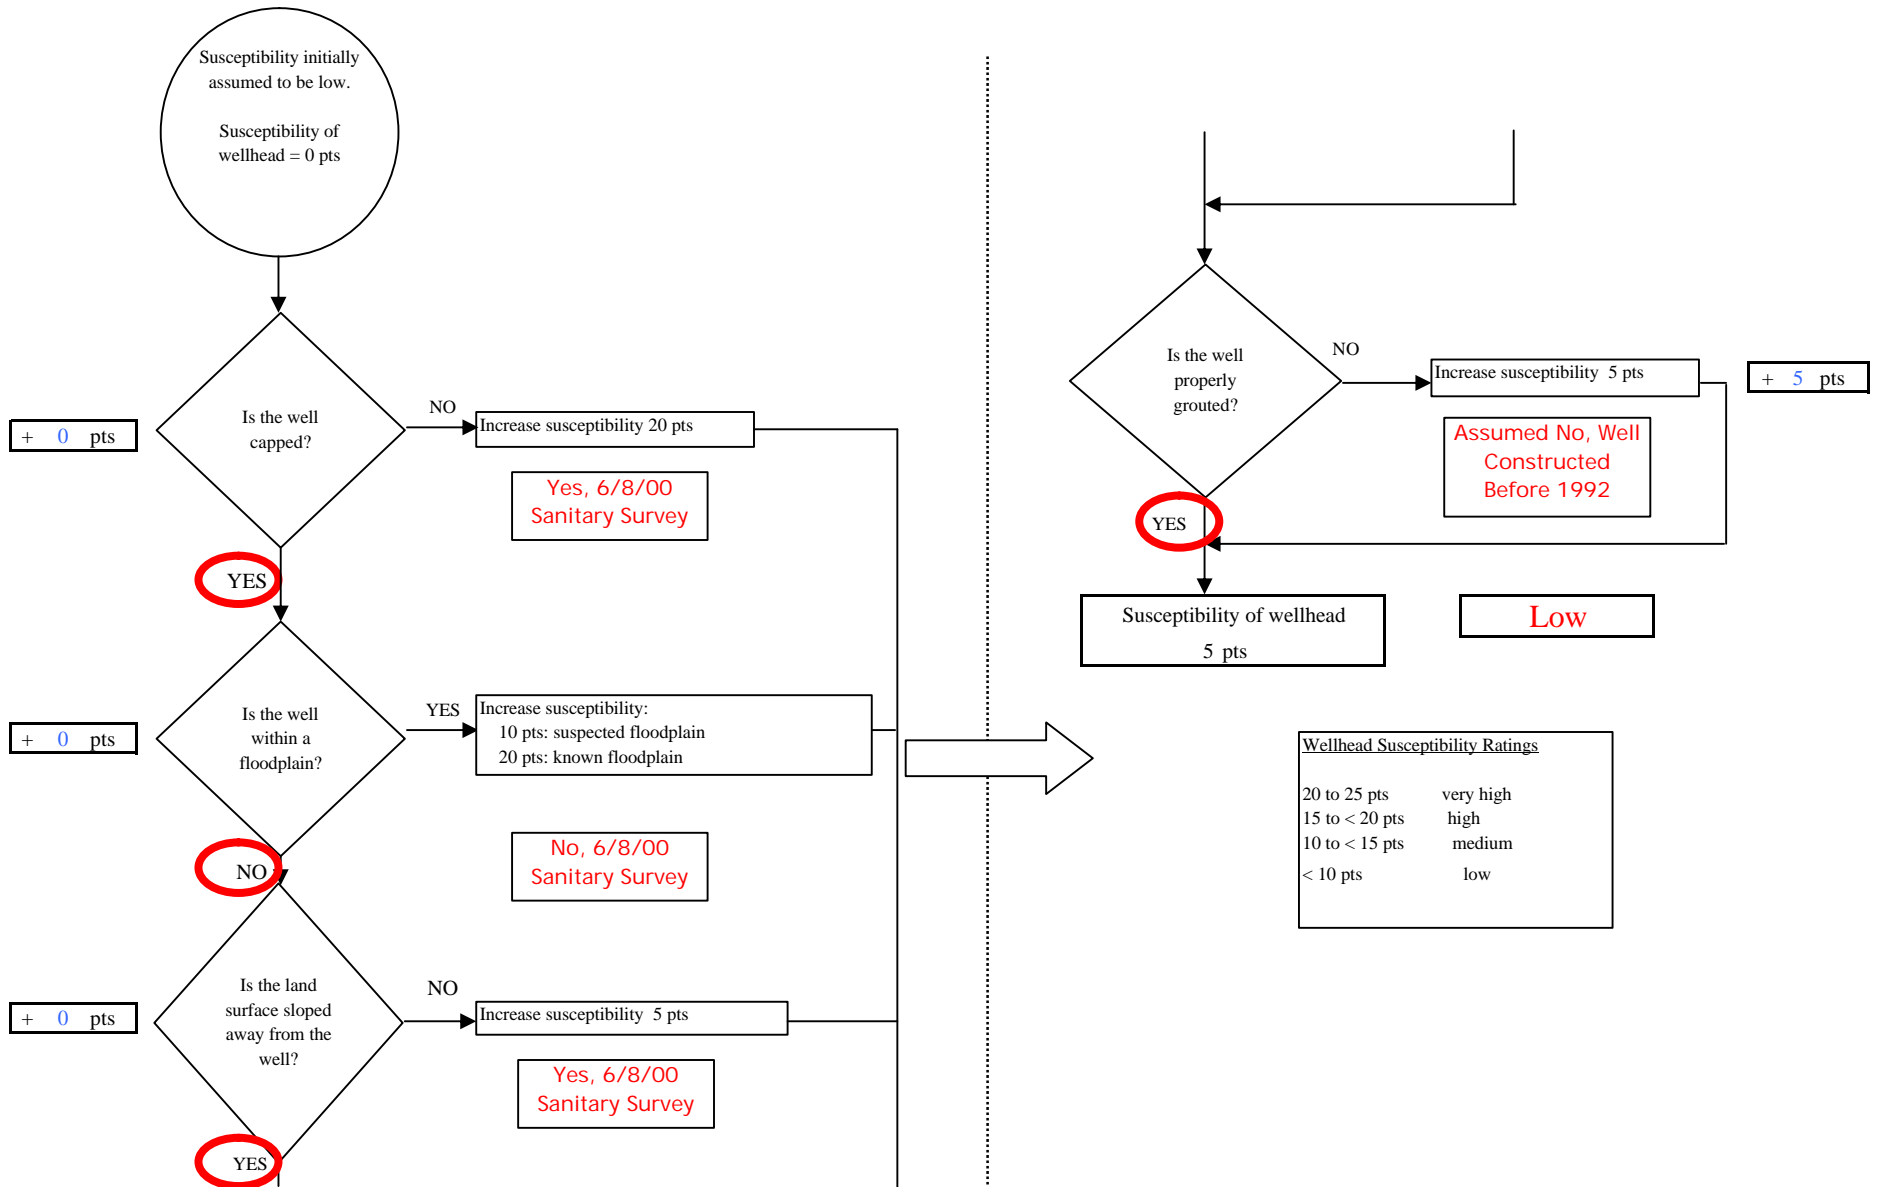 Susceptibility initially
assumed to be low.
Susceptibility of
wellhead = 0 pts
Is the well
capped?
NO
Increase susceptibility 20 pts
+ 0 pts
Yes, 6/8/00
Sanitary Survey
YES
Is the well
within a
floodplain?
YES
Increase susceptibility:
10 pts: suspected floodplain
20 pts: known floodplain
+ 0 pts
No, 6/8/00
Sanitary Survey
NO
Is the land
surface sloped
away from the
well?
NO
Increase susceptibility 5 pts
+ 0 pts
Yes, 6/8/00
Sanitary Survey
YES
Is the well
properly
grouted?
NO
Increase susceptibility 5 pts
+ 5 pts
Assumed No, Well
Constructed
Before 1992
YES
Susceptibility of wellhead
5 pts
Low
Wellhead Susceptibility Ratings
20 to 25 pts very high
15 to < 20 pts high
10 to < 15 pts medium
< 10 pts low